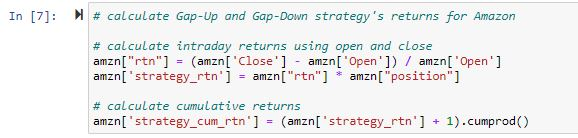 In [7]:
# calculate Gap-Up and Gap-Down strategy's returns for Amazon
# calculate intraday returns using open and close
amzn["rtn"] = (amzn['Close'] - amzn['Open']) / amzn['Open']
amzn['strategy_rtn'] = amzn["rtn"] * amzn["position"]
# calculate cumulative returns
amzn['strategy_cum_rtn'] = (amzn['strategy_rtn'] + 1).cumprod()